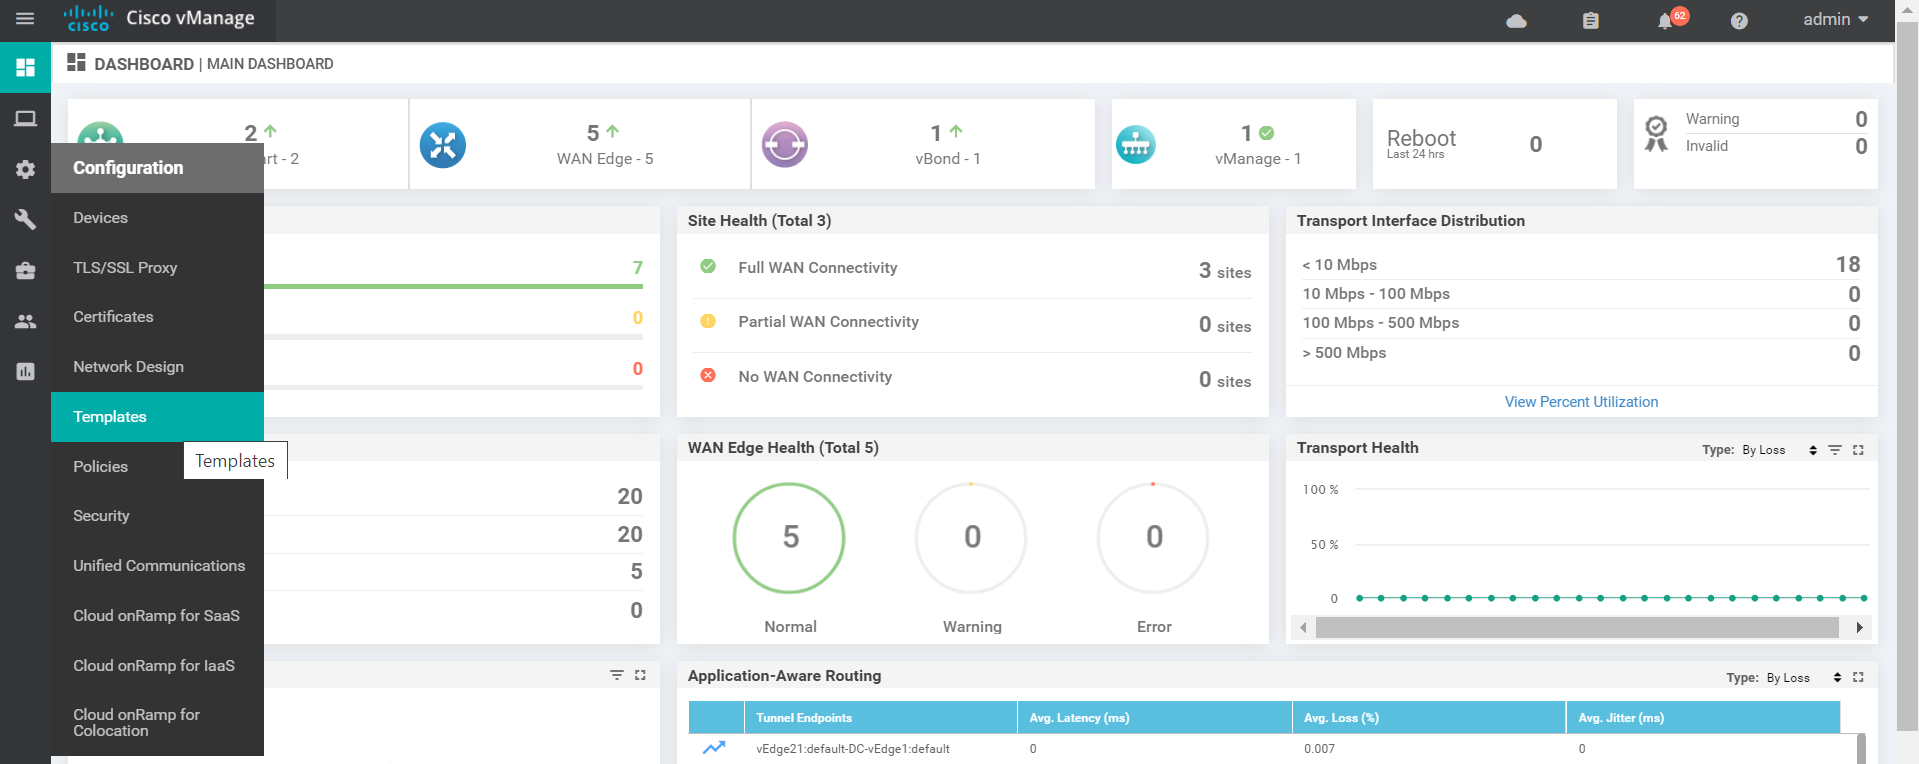 cisco Cisco vManage
62
admin
DASHBOARD | MAIN DASHBOARD
2
rt - 2
5
WAN Edge - 5
1
vBond - 1
1
vManage - 1
Reboot
Last 24 hrs
0
Warning 0
Invalid 0
Configuration
Devices
TLS/SSL Proxy
Certificates
Network Design
Templates
Templates
Policies
Security
Unified Communications
Cloud onRamp for SaaS
Cloud onRamp for IaaS
Cloud onRamp for
Colocation
7
0
0
Site Health (Total 3)
Full WAN Connectivity 3 sites
Partial WAN Connectivity 0 sites
No WAN Connectivity 0 sites
Transport Interface Distribution
< 10 Mbps 18
10 Mbps - 100 Mbps 0
100 Mbps - 500 Mbps 0
> 500 Mbps 0
View Percent Utilization
20
20
5
0
WAN Edge Health (Total 5)
5 0 0
Normal Warning Error
Transport Health Type: By Loss
100 %
50 %
0
Application-Aware Routing Type: By Loss
Tunnel Endpoints Avg. Latency (ms) Avg. Loss (%) Avg. Jitter (ms)
vEdge21:default-DC-vEdge1:default 0 0.007 0